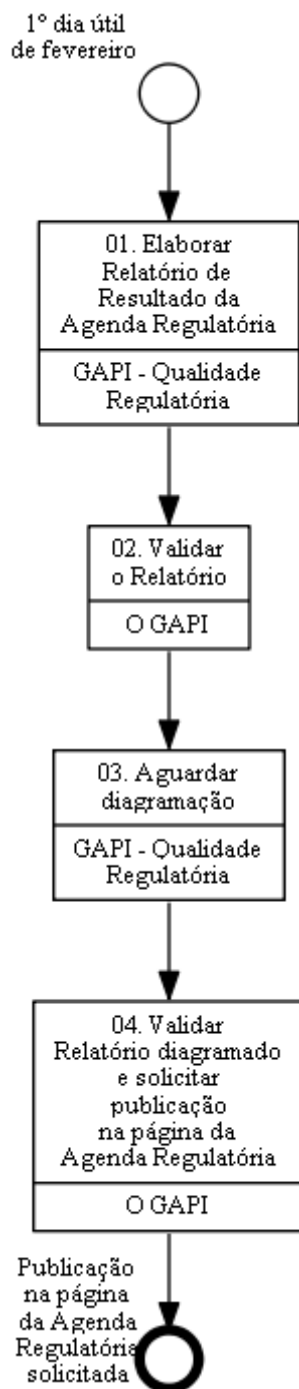 1º dia útil
de fevereiro
01. Elaborar
Relatório de
Resultado da
Agenda Regulatória
GAPI - Qualidade
Regulatória
02. Validar
o Relatório
O GAPI
03. Aguardar
diagramação
GAPI - Qualidade
Regulatória
04. Validar
Relatório diagramado
e solicitar
publicação
na página da
Agenda Regulatória
O GAPI
Publicação
na página
da Agenda
Regulatória
solicitada